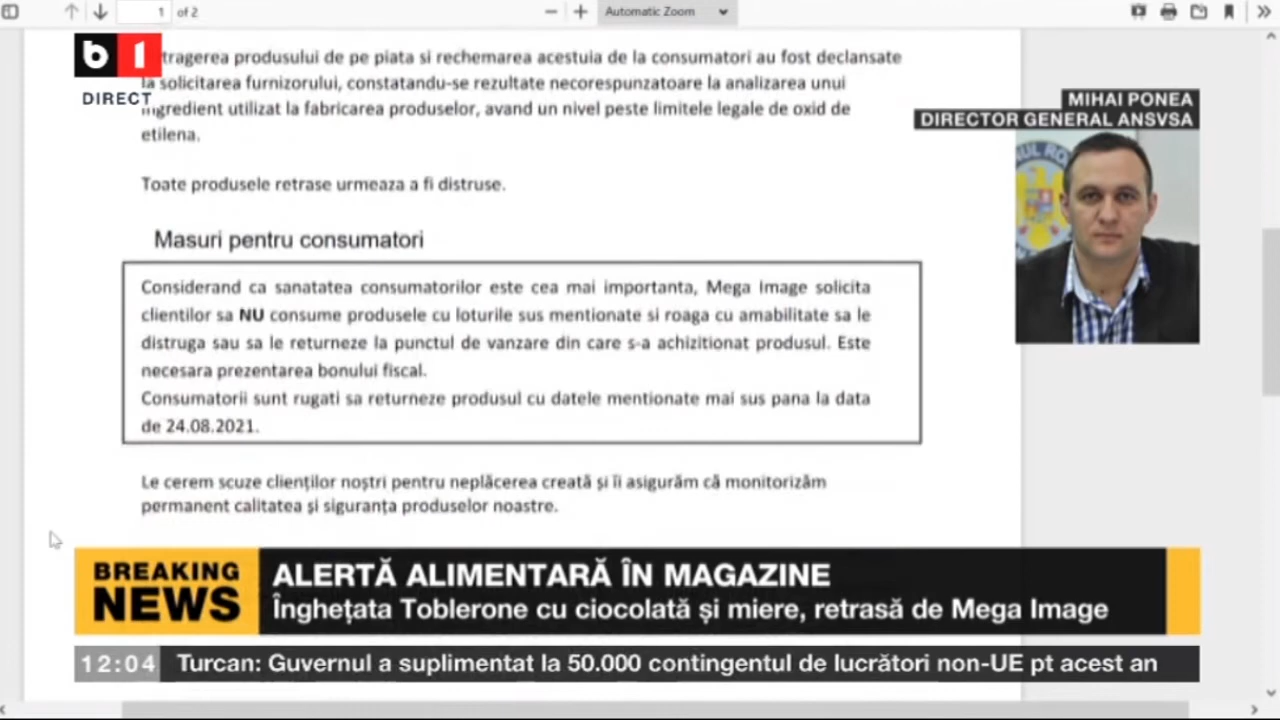 1 of 2
Automatic Zoom
b 1
DIRECT
tragerea produsului de pe piata si rechemarea acestuia de la consumatori au fost declansate
la solicitarea furnizorului, constatandu-se rezultate necorespunzatoare la analizarea unui
ingredient utilizat la fabricarea produselor, avand un nivel peste limitele legale de oxid de
etilena.
MIHAI PONEA
DIRECTOR GENERAL ANSVSA
Toate produsele retrase urmeaza a fi distruse.
Masuri pentru consumatori
Considerand ca sanatatea consumatorilor este cea mai importanta, Mega Image solicita
clientilor sa NU consume produsele cu loturile sus mentionate si roaga cu amabilitate sa le
distruga sau sa le returneze la punctul de vanzare din care s-a achizitionat produsul. Este
necesara prezentarea bonului fiscal.
Consumatorii sunt rugati sa returneze produsul cu datele mentionate mai sus pana la data
de 24.08.2021.
Le cerem scuze clienților noștri pentru neplăcerea creată și îi asigurăm că monitorizăm
permanent calitatea și siguranța produselor noastre.
BREAKING
NEWS
ALERTĂ ALIMENTARĂ ÎN MAGAZINE
Înghețata Toblerone cu ciocolată și miere, retrasă de Mega Image
12:04 Turcan: Guvernul a suplimentat la 50.000 contingentul de lucrători non-UE pt acest an